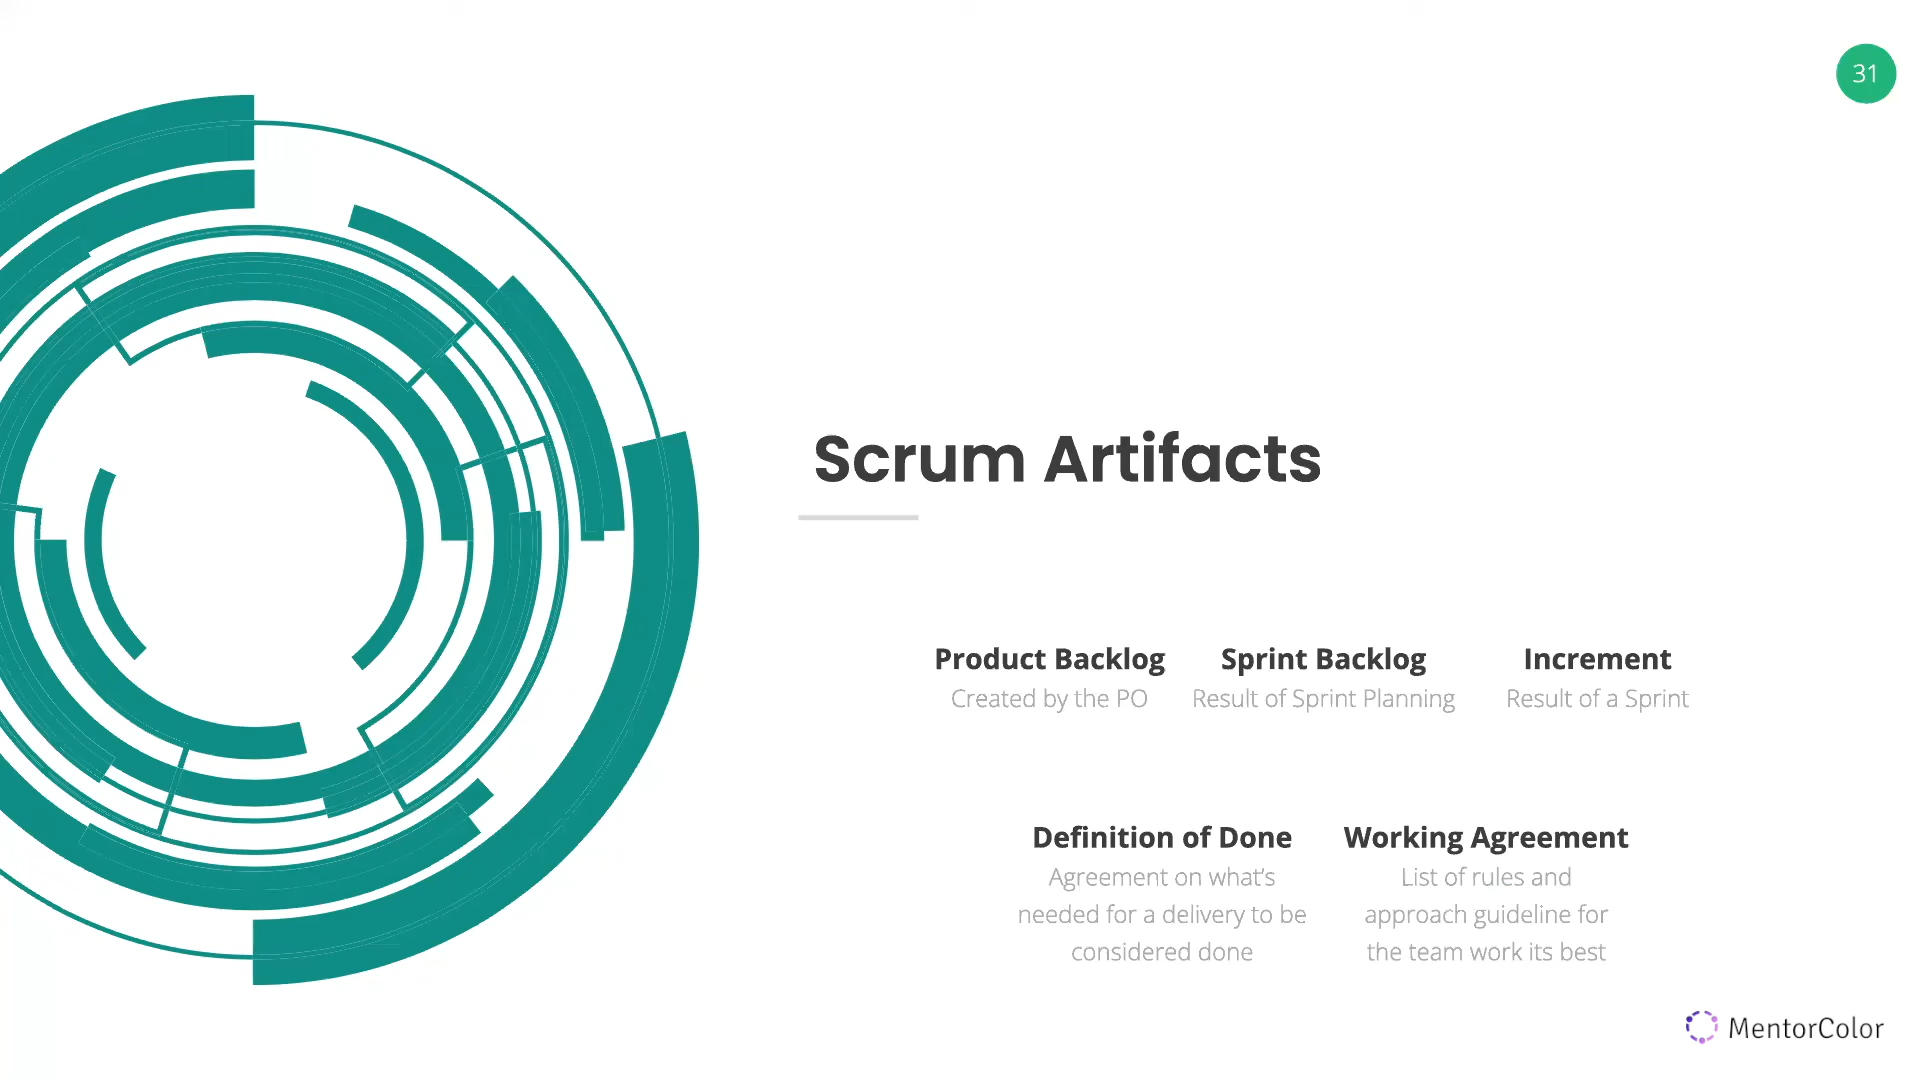 31
Scrum Artifacts
Product Backlog
Created by the PO
Sprint Backlog
Result of Sprint Planning
Increment
Result of a Sprint
Definition of Done
Agreement on what's
needed for a delivery to be
considered done
Working Agreement
List of rules and
approach guideline for
the team work its best
MentorColor